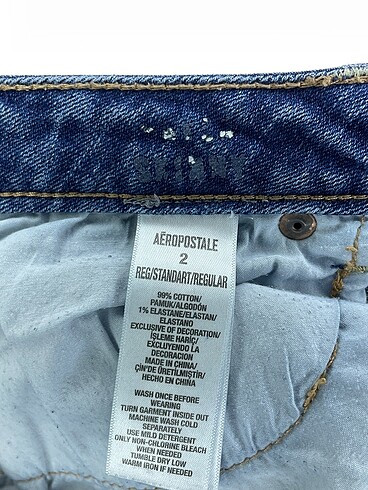 SKINNY
AÉROPOSTALE
2
REG/STANDART/REGULAR
99% COTTON/
PAMUK/ALGODÓN
1% ELASTANE/ELASTAN/
ELASTANO
EXCLUSIVE OF DECORATION/
İŞLEME HARİÇ/
EXCLUYENDO LA
DECORACION
MADE IN CHINA/
ÇİN'DE ÜRETİLMİŞTİR/
HECHO EN CHINA
WASH ONCE BEFORE
WEARING
TURN GARMENT INSIDE OUT
MACHINE WASH COLD
SEPARATELY
USE MILD DETERGENT
ONLY NON-CHLORINE BLEACH
WHEN NEEDED
TUMBLE DRY LOW
WARM IRON IF NEEDED